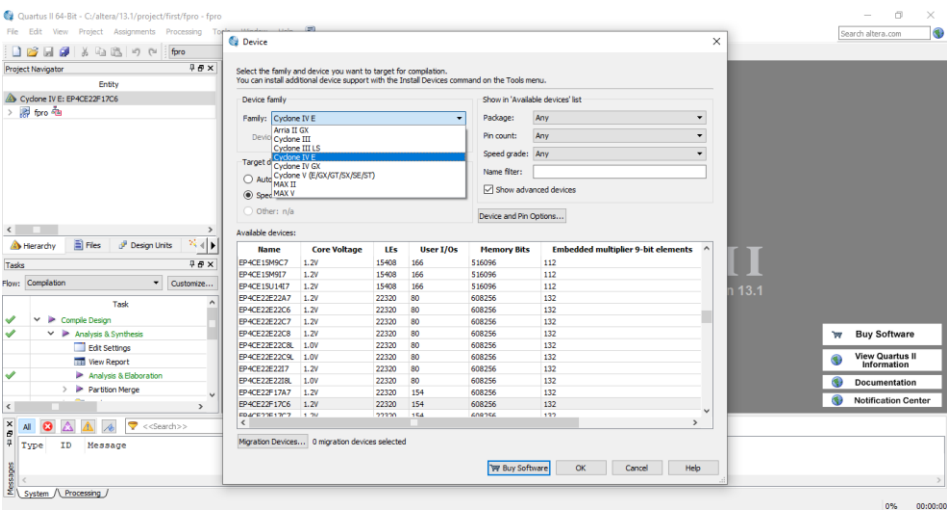 Quartus II 64-Bit - C:/altera/13.1/project/first/fpro - fpro
File Edit View Project Assignments Processing
Search altera.com
fpro
Project Navigator
Entity
Cyclone IV E: EP4CE22F17C6
fpro
Hierarchy Files Design Units
Tasks
Flow: Compilation Customize...
Task
Compile Design
Analysis & Synthesis
Edit Settings
View Report
Analysis & Elaboration
Partition Merge
All <<Search>>
Type ID Message
Messages
System Processing
Device
Select the family and device you want to target for compilation.
You can install additional device support with the Install Devices command on the Tools menu.
Device family
Family: Cyclone IV E
Arria II GX
Cyclone III
Cyclone III LS
Cyclone IV E
Cyclone IV GX
Cyclone V (E/GX/GT/SX/SE/ST)
MAX II
MAX V
Target d
Other: n/a
Show in 'Available devices' list
Package: Any
Pin count: Any
Speed grade: Any
Name filter:
Show advanced devices
Device and Pin Options...
Available devices:
Name Core Voltage LEs User I/Os Memory Bits Embedded multiplier 9-bit elements
EP4CE15M9C7 1.2V 15408 166 516096 112
EP4CE15M9I7 1.2V 15408 166 516096 112
EP4CE15U14I7 1.2V 15408 166 516096 112
EP4CE22E22A7 1.2V 22320 80 608256 132
EP4CE22E22C6 1.2V 22320 80 608256 132
EP4CE22E22C7 1.2V 22320 80 608256 132
EP4CE22E22C8 1.2V 22320 80 608256 132
EP4CE22E22C8L 1.0V 22320 80 608256 132
EP4CE22E22C9L 1.0V 22320 80 608256 132
EP4CE22E22I7 1.2V 22320 80 608256 132
EP4CE22E22I8L 1.0V 22320 80 608256 132
EP4CE22F17A7 1.2V 22320 154 608256 132
EP4CE22F17C6 1.2V 22320 154 608256 132
EP4CE22F17C7 1.2V 22320 154 608256 132
Migration Devices... 0 migration devices selected
Buy Software OK Cancel Help
II
n 13.1
Buy Software
View Quartus II
Information
Documentation
Notification Center
0% 00:00:00